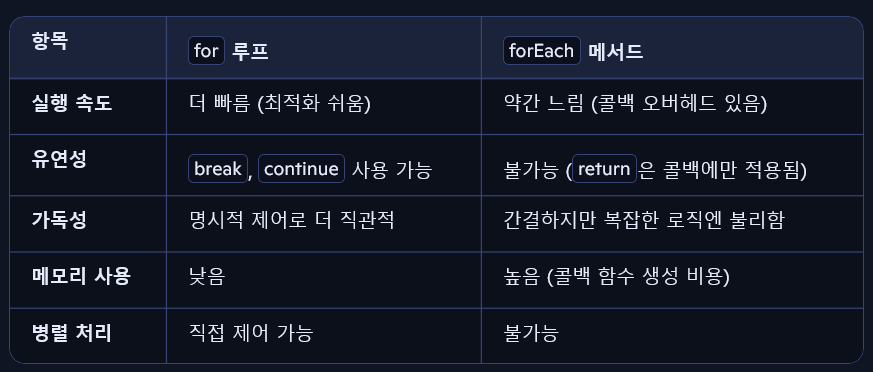 항목 for 루프 forEach 메서드
실행 속도 더 빠름 (최적화 쉬움) 약간 느림 (콜백 오버헤드 있음)
유연성 break, continue 사용 가능 불가능 (return은 콜백에만 적용됨)
가독성 명시적 제어로 더 직관적 간결하지만 복잡한 로직엔 불리함
메모리 사용 낮음 높음 (콜백 함수 생성 비용)
병렬 처리 직접 제어 가능 불가능